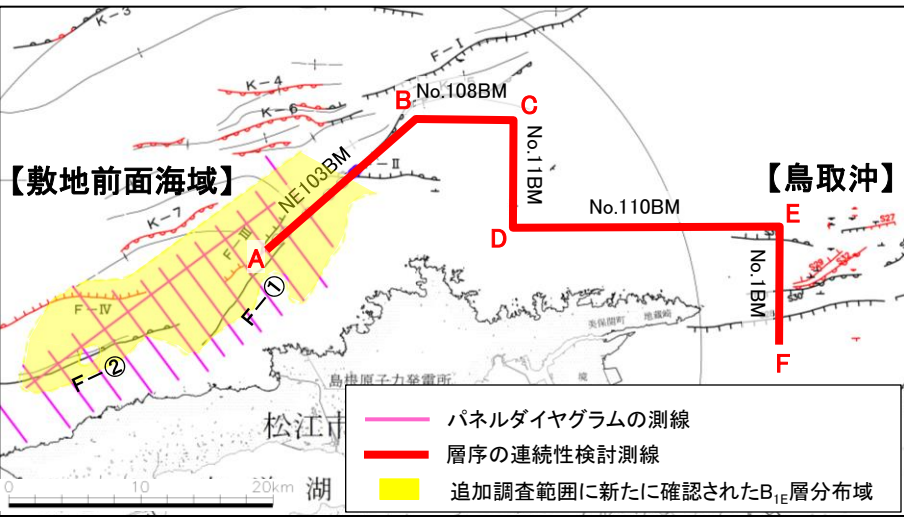 K-3
F-I
K-4
B
No.108BM
C
K-6
No.11BM
【敷地前面海域】
NE103BM
-II
【鳥取沖】
K-7
No.110BM
E
S27
F-III
A
D
No.1BM
F-IV
F-①
美保関町 地蔵崎
F
F-②
島根原子力発電所
境
松江市
パネルダイヤグラムの測線
層序の連続性検討測線
0 20km
湖
追加調査範囲に新たに確認されたB1E層分布域